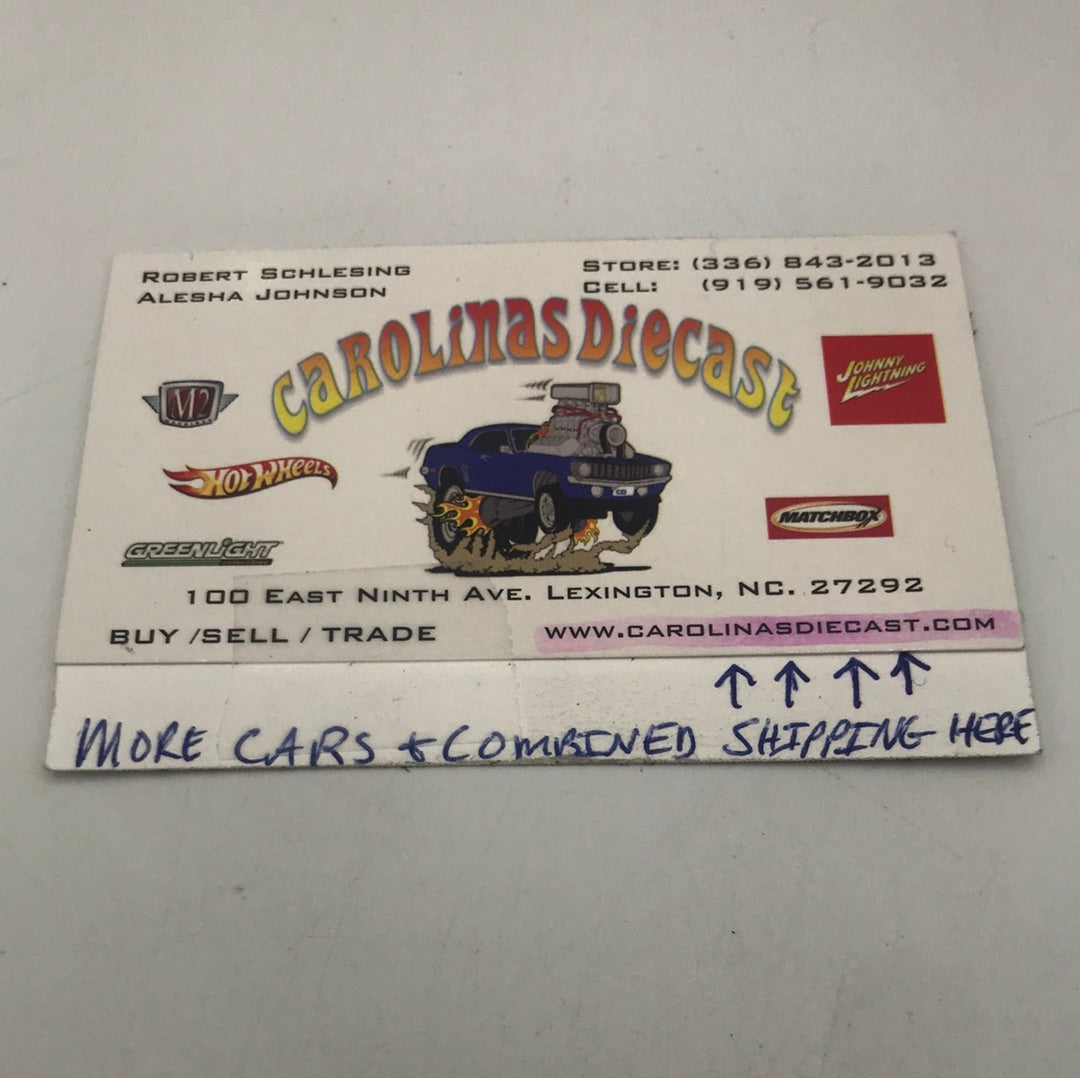 ROBERT SCHLESING
ALESHA JOHNSON
STORE: (336) 843-2013
CELL: (919) 561-9032
CAROLINAS DIECAST
M2
JOHNNY LIGHTNING
HOT WHEELS
CD
MATCHBOX
GREENLIGHT
100 EAST NINTH AVE. LEXINGTON, NC. 27292
BUY /SELL / TRADE
WWW.CAROLINASDIECAST.COM
↑ ↑ ↑ ↑
MORE CARS + COMBINED SHIPPING HERE